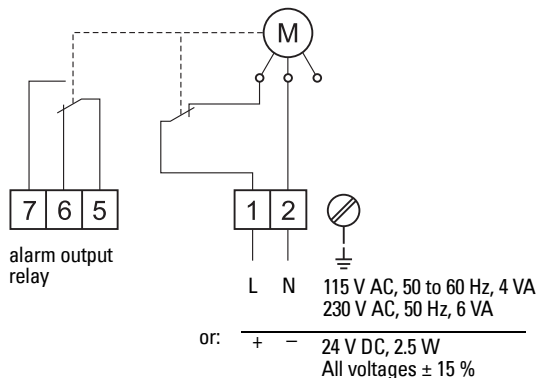 M
7 6 5
1 2
alarm output
relay
L N 115 V AC, 50 to 60 Hz, 4 VA
230 V AC, 50 Hz, 6 VA
or: + – 24 V DC, 2.5 W
All voltages ± 15 %